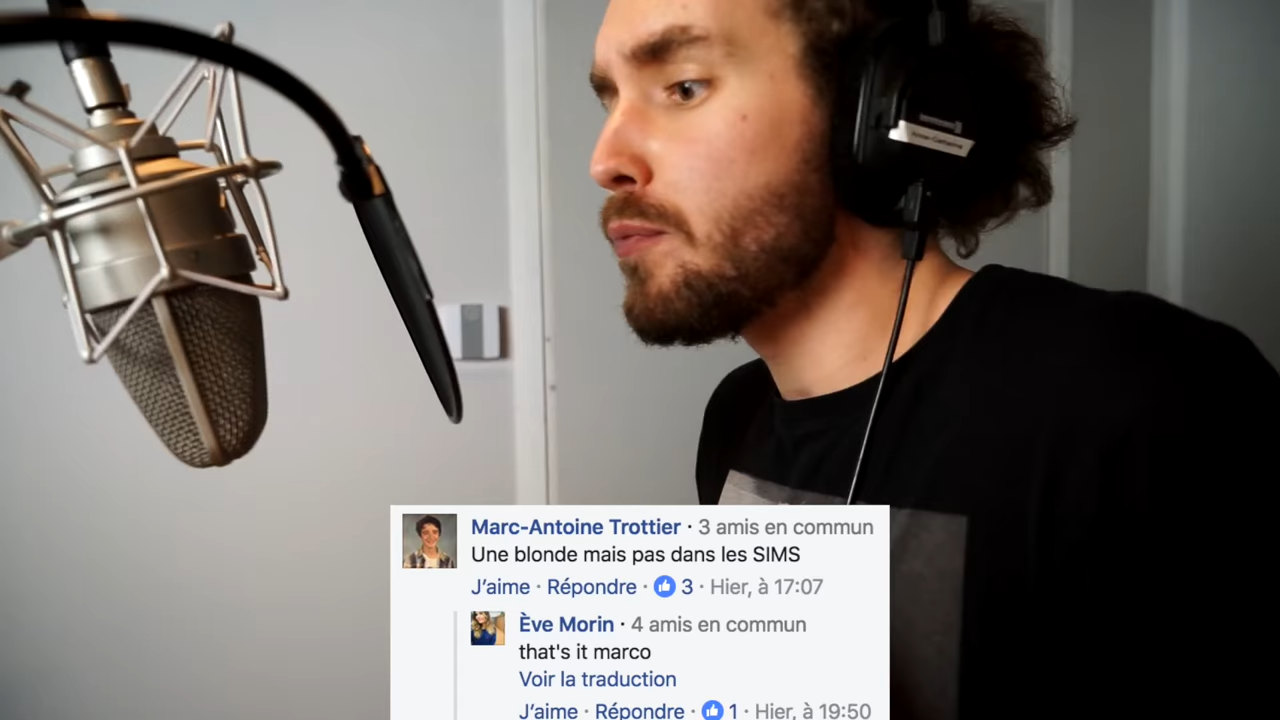 Marc-Antoine Trottier · 3 amis en commun
Une blonde mais pas dans les SIMS
J'aime · Répondre · 3 · Hier, à 17:07
Ève Morin · 4 amis en commun
that's it marco
Voir la traduction
J'aime · Répondre · 1 · Hier, à 19:50